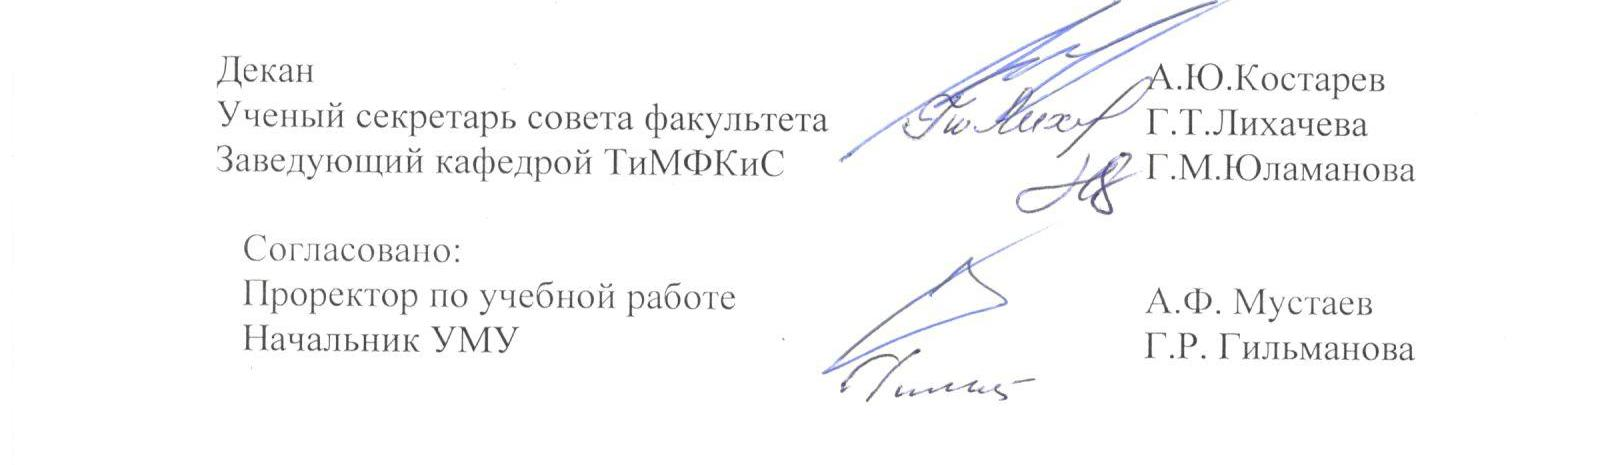 Декан А.Ю.Костарев
Ученый секретарь совета факультета Г.Т.Лихачева
Заведующий кафедрой ТиМФКиС Г.М.Юламанова
Согласовано:
Проректор по учебной работе А.Ф. Мустаев
Начальник УМУ Г.Р. Гильманова